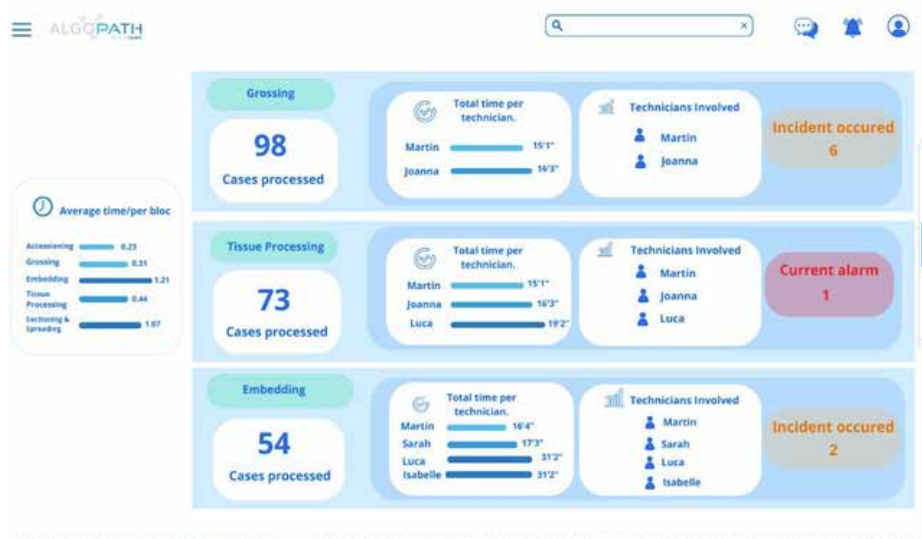 ALGOPATH
Average time/per bloc
Accessioning 0.23
Grossing 0.31
Embedding 1.21
Tissue
Processing 0.44
Sectioning &
Spreading 1.07
Grossing
98
Cases processed
Total time per
technician.
Martin 15'1"
Joanna 16'3"
Technicians Involved
Martin
Joanna
Incident occured
6
Tissue Processing
73
Cases processed
Total time per
technician.
Martin 15'1"
Joanna 16'3"
Luca 19'2"
Technicians Involved
Martin
Joanna
Luca
Current alarm
1
Embedding
54
Cases processed
Total time per
technician.
Martin 16'4"
Sarah 17'3"
Luca 31'2"
Isabelle 31'2"
Technicians Involved
Martin
Sarah
Luca
Isabelle
Incident occured
2